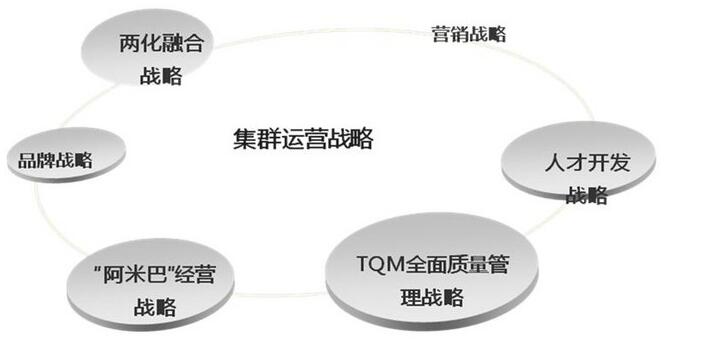 营销战略
两化融合
战略
集群运营战略
品牌战略
人才开发
战略
"阿米巴"经营
战略
TQM全面质量管
理战略